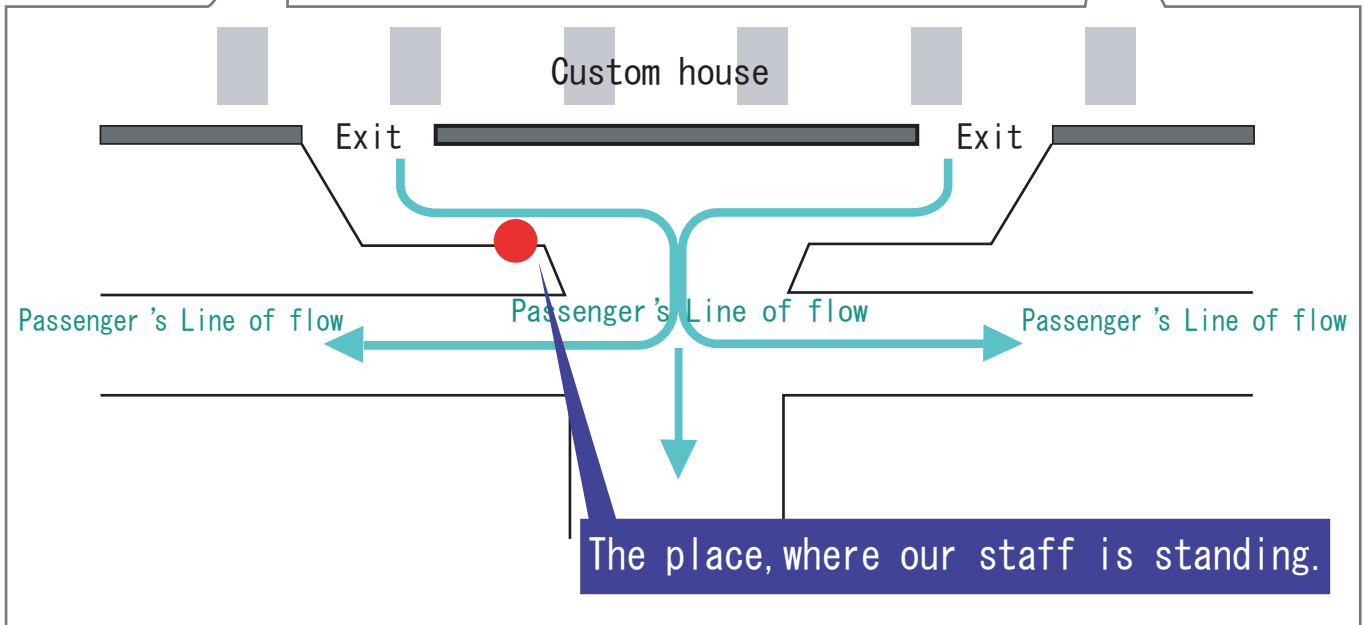 Custom house
Exit
Exit
Passenger's Line of flow
Passenger's Line of flow
Passenger's Line of flow
The place,where our staff is standing.